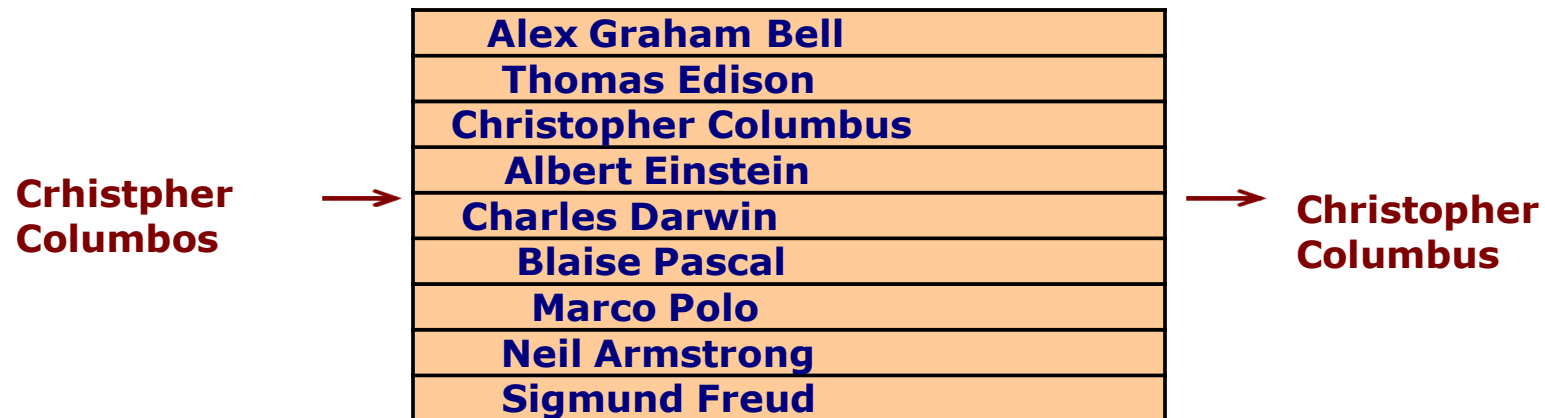 Crhistpher
Columbos
Alex Graham Bell
Thomas Edison
Christopher Columbus
Albert Einstein
Charles Darwin
Blaise Pascal
Marco Polo
Neil Armstrong
Sigmund Freud
Christopher
Columbus